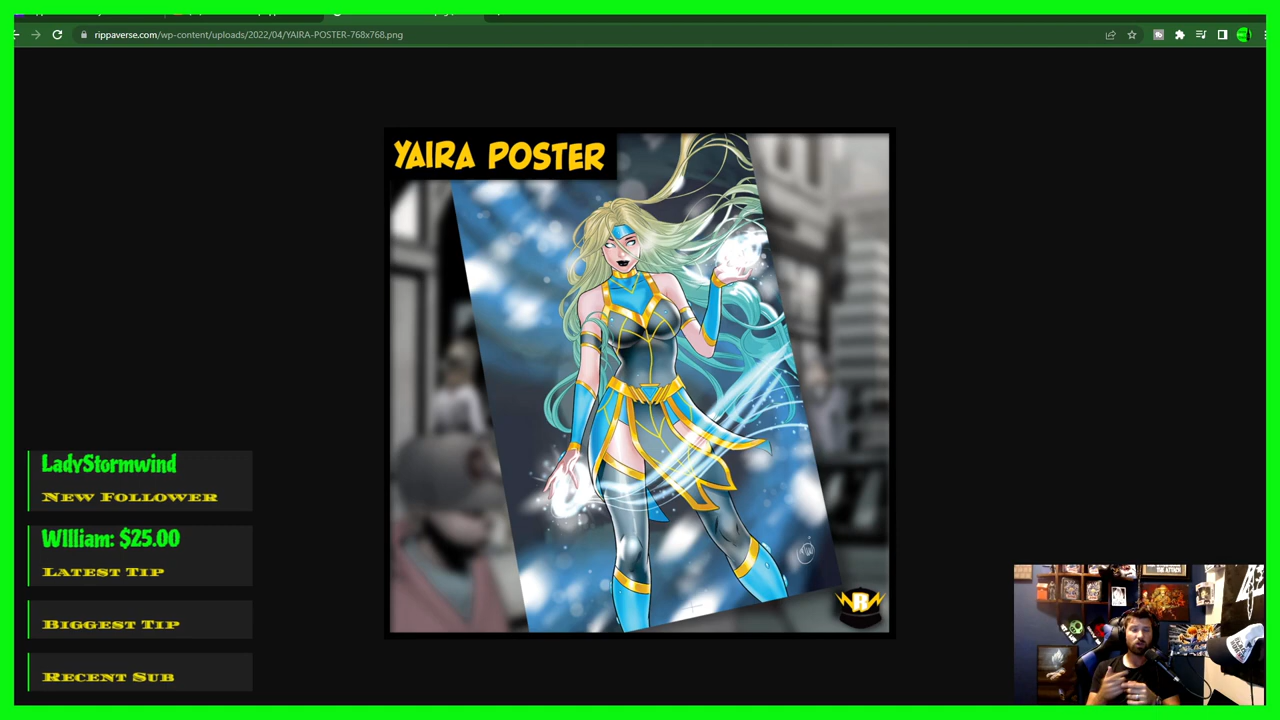 rippaverse.com/wp-content/uploads/2022/04/YAIRA-POSTER-768x768.png
YAIRA POSTER
R
LadyStormwind
New Follower
WIlliam: $25.00
Latest Tip
Biggest Tip
Recent Sub